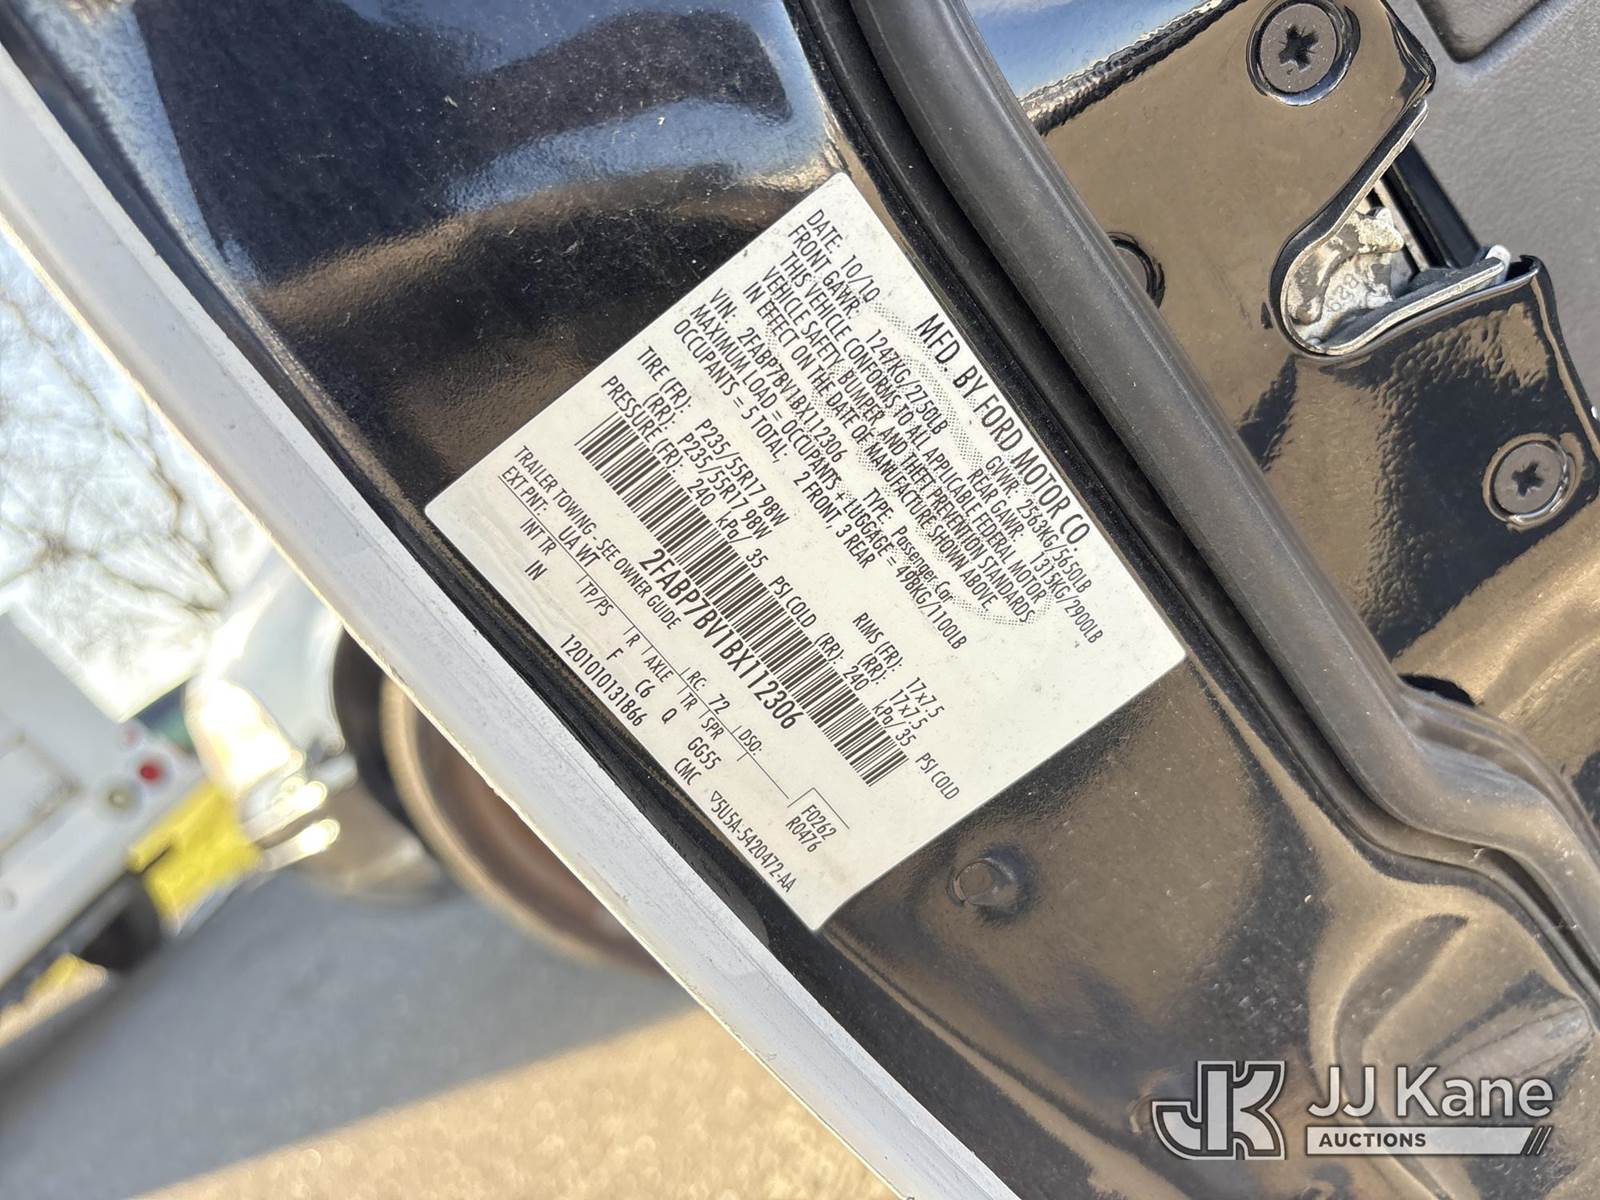 MFD. BY FORD MOTOR CO
DATE: 10/10 GVWR: 2563KG/5650LB
FRONT GAWR: 1247KG/2750LB REAR GAWR: 1315KG/2900LB
THIS VEHICLE CONFORMS TO ALL APPLICABLE FEDERAL MOTOR
VEHICLE SAFETY, BUMPER, AND THEFT PREVENTION STANDARDS
IN EFFECT ON THE DATE OF MANUFACTURE SHOWN ABOVE.
VIN: 2FABP7BV1BX112306 TYPE: Passenger Car
MAXIMUM LOAD = OCCUPANTS + LUGGAGE = 498KG/1100LB
OCCUPANTS = 5 TOTAL, 2 FRONT, 3 REAR
TIRE (FR): P235/55R17 98W RIMS (FR): 17x7.5
(RR): P235/55R17 98W (RR): 17x7.5
PRESSURE (FR): 240 kPa/ 35 PSI COLD (RR): 240 kPa/ 35 PSI COLD
2FABP7BV1BX112306
TRAILER TOWING - SEE OWNER GUIDE
EXT PNT: UA WT RC: 72 DSO: F0262
INT TR TP/PS R AXLE TR SPR R0476
IN F C6 Q GG55
12010101318​66 CMC ▽5U5A-5420472-AA
JK
JJ Kane
AUCTIONS